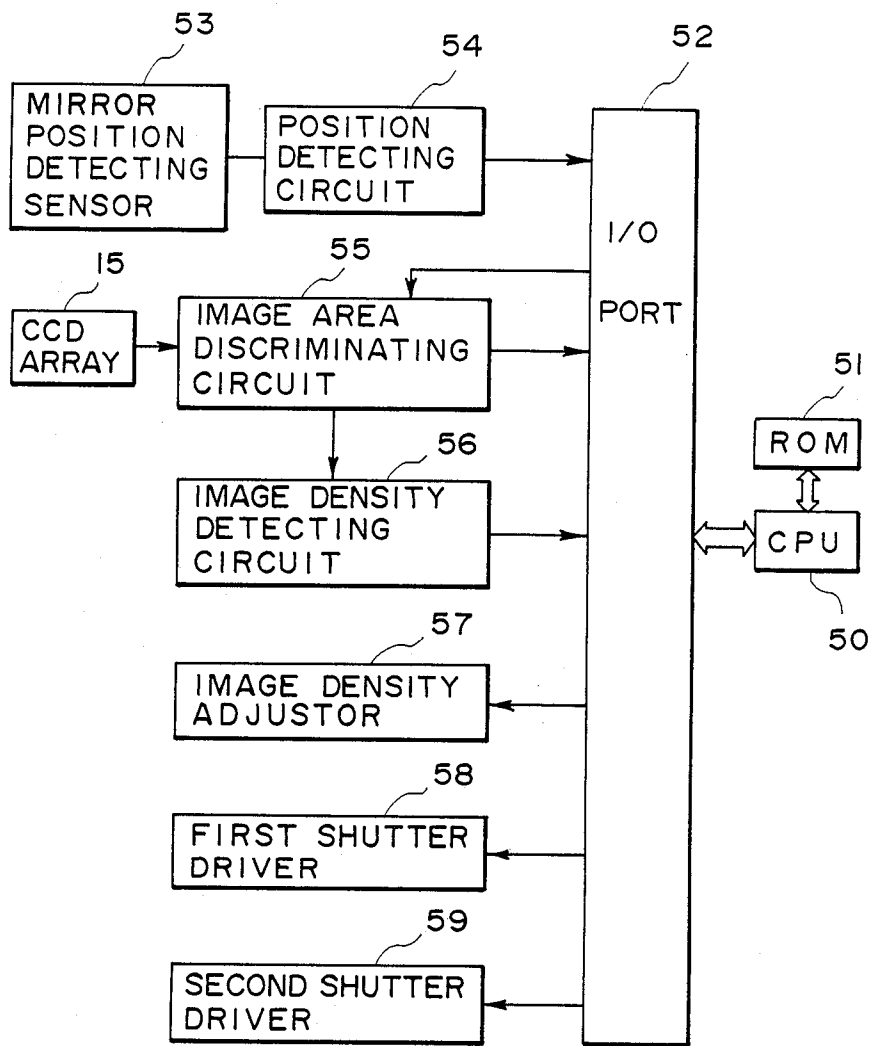 53
MIRROR
POSITION
DETECTING
SENSOR
54
POSITION
DETECTING
CIRCUIT
52
I/O
PORT
15
CCD
ARRAY
55
IMAGE AREA
DISCRIMINATING
CIRCUIT
56
IMAGE DENSITY
DETECTING
CIRCUIT
51
ROM
CPU
50
57
IMAGE DENSITY
ADJUSTOR
58
FIRST SHUTTER
DRIVER
59
SECOND SHUTTER
DRIVER